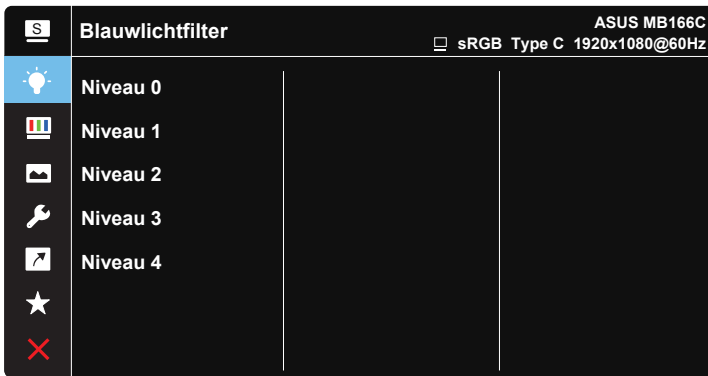 S
Blauwlichtfilter
ASUS MB166C
sRGB Type C 1920x1080@60Hz
Niveau 0
Niveau 1
Niveau 2
Niveau 3
Niveau 4